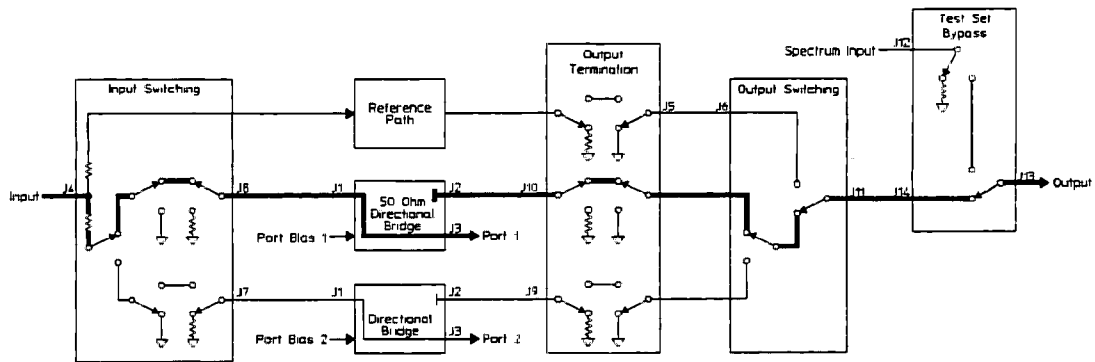 Test Set
Bypass
J12
Spectrum Input
Output
Termination
Input Switching
Output Switching
Reference
Path
J5
J6
J4
Input
J8
J1
J2
J10
50 Ohm
Directional
Bridge
J3
Port Bias 1
Port 1
J11
J14
J13
Output
J7
J1
J2
J9
Directional
Bridge
J3
Port Bias 2
Port 2